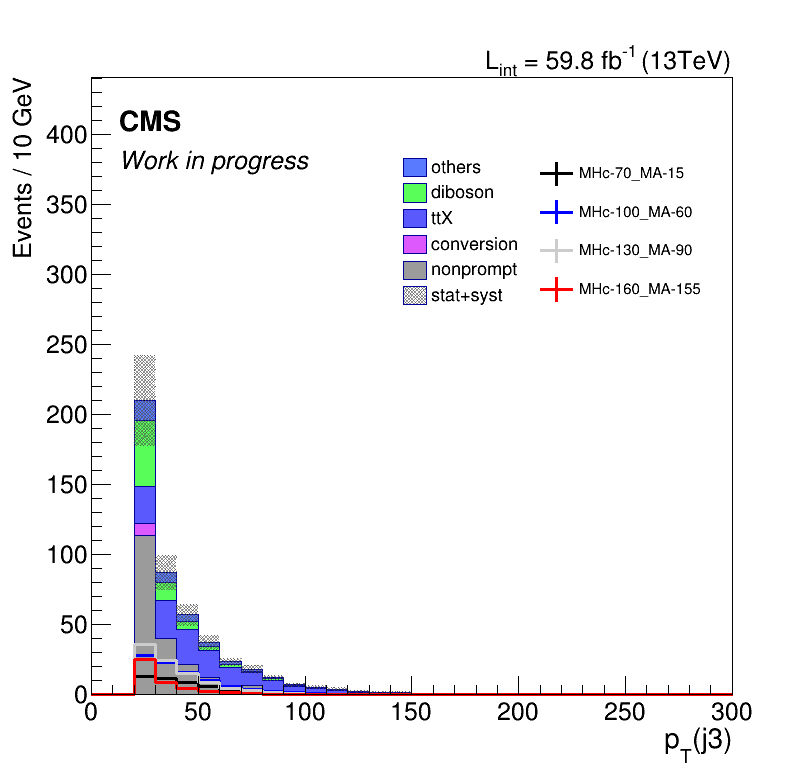 L_int = 59.8 fb^-1 (13TeV)
Events / 10 GeV
CMS
Work in progress
others
diboson
ttX
conversion
nonprompt
stat+syst
MHc-70_MA-15
MHc-100_MA-60
MHc-130_MA-90
MHc-160_MA-155
400
350
300
250
200
150
100
50
0
0 50 100 150 200 250 300
p_T(j3)